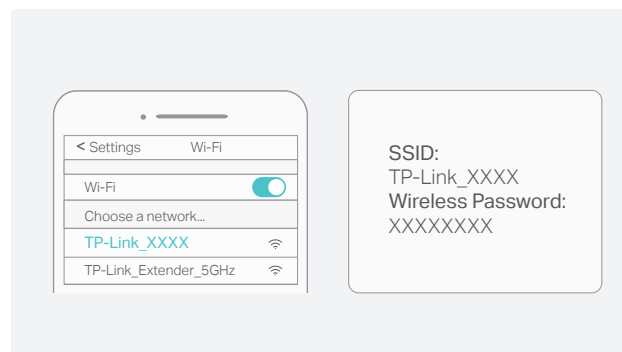 < Settings Wi-Fi
Wi-Fi
Choose a network...
TP-Link_XXXX
TP-Link_Extender_5GHz
SSID:
TP-Link_XXXX
Wireless Password:
XXXXXXXX